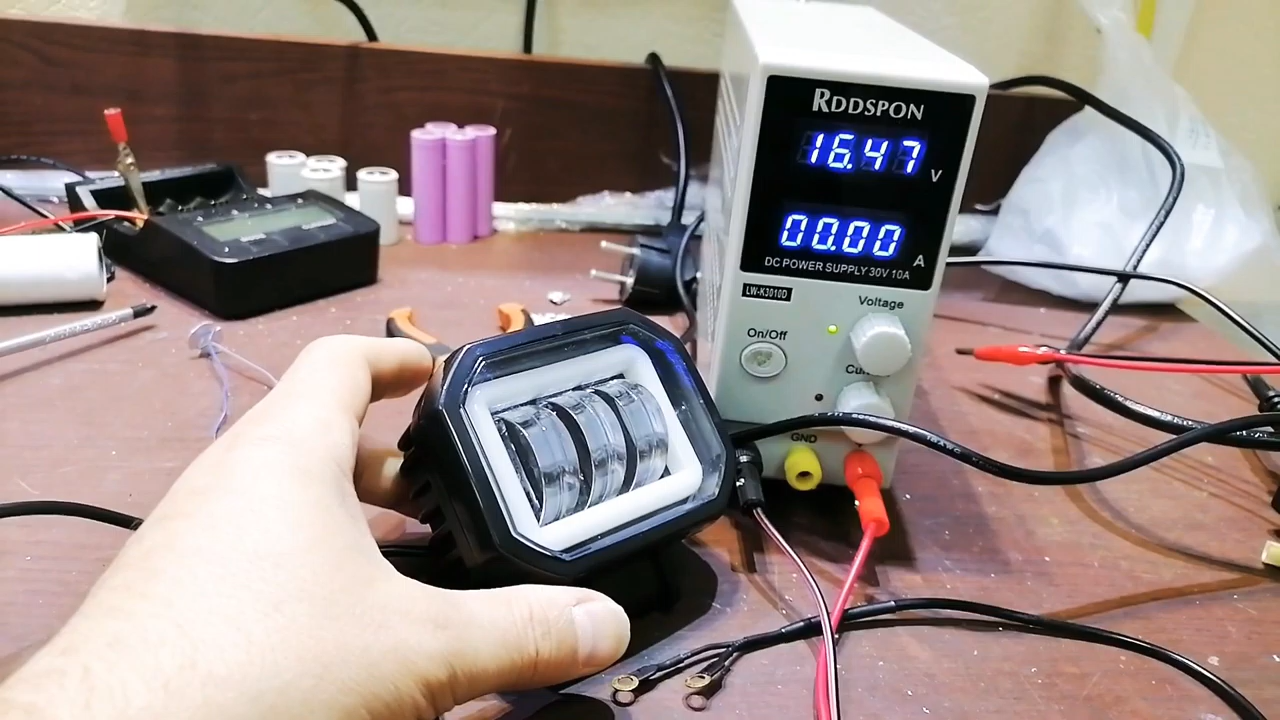 RDDSPON
16.47 V
00.00 A
DC POWER SUPPLY 30V 10A
LW-K3010D
Voltage
On/Off
GND